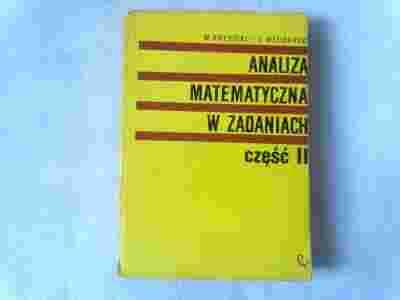 ANALIZA
MATEMATYCZNA
W ZADANIACH
część II